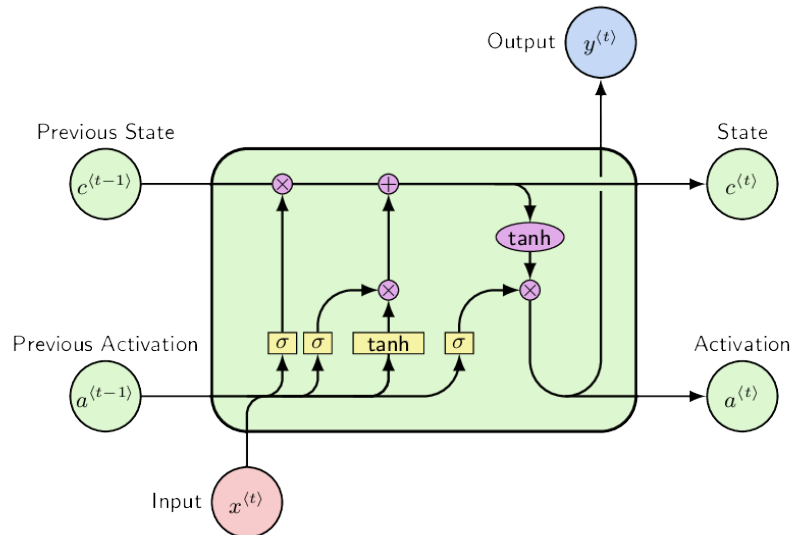 Output y⟨t⟩
Previous State State
c⟨t−1⟩ × + c⟨t⟩
tanh
× ×
Previous Activation σ σ tanh σ Activation
a⟨t−1⟩ a⟨t⟩
Input x⟨t⟩